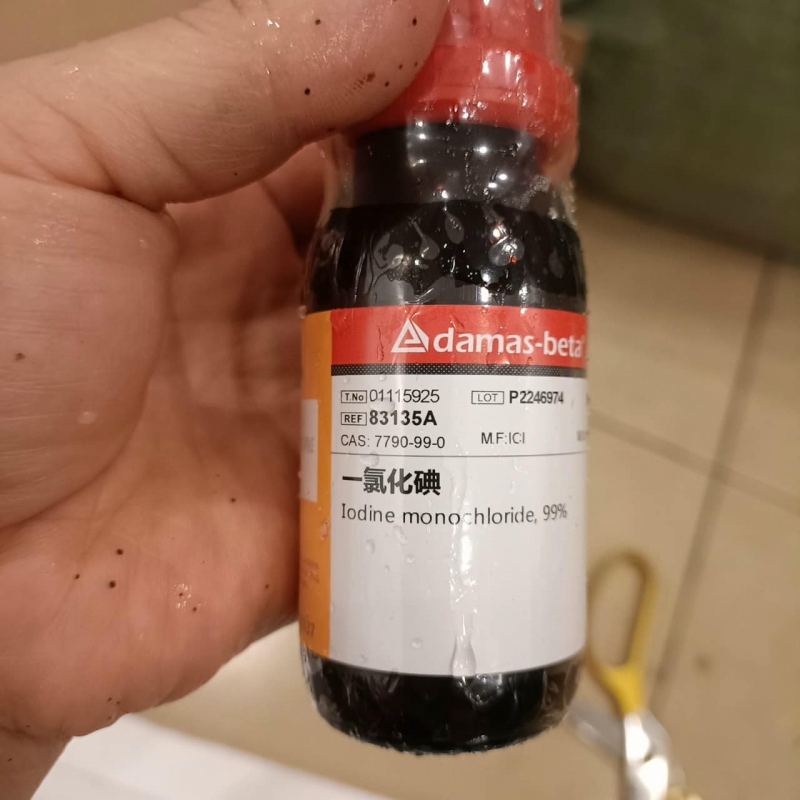 Adamas-beta®
T.No 01115925 LOT P2246974
REF 83135A
CAS: 7790-99-0 M.F:ICl
一氯化碘
Iodine monochloride, 99%